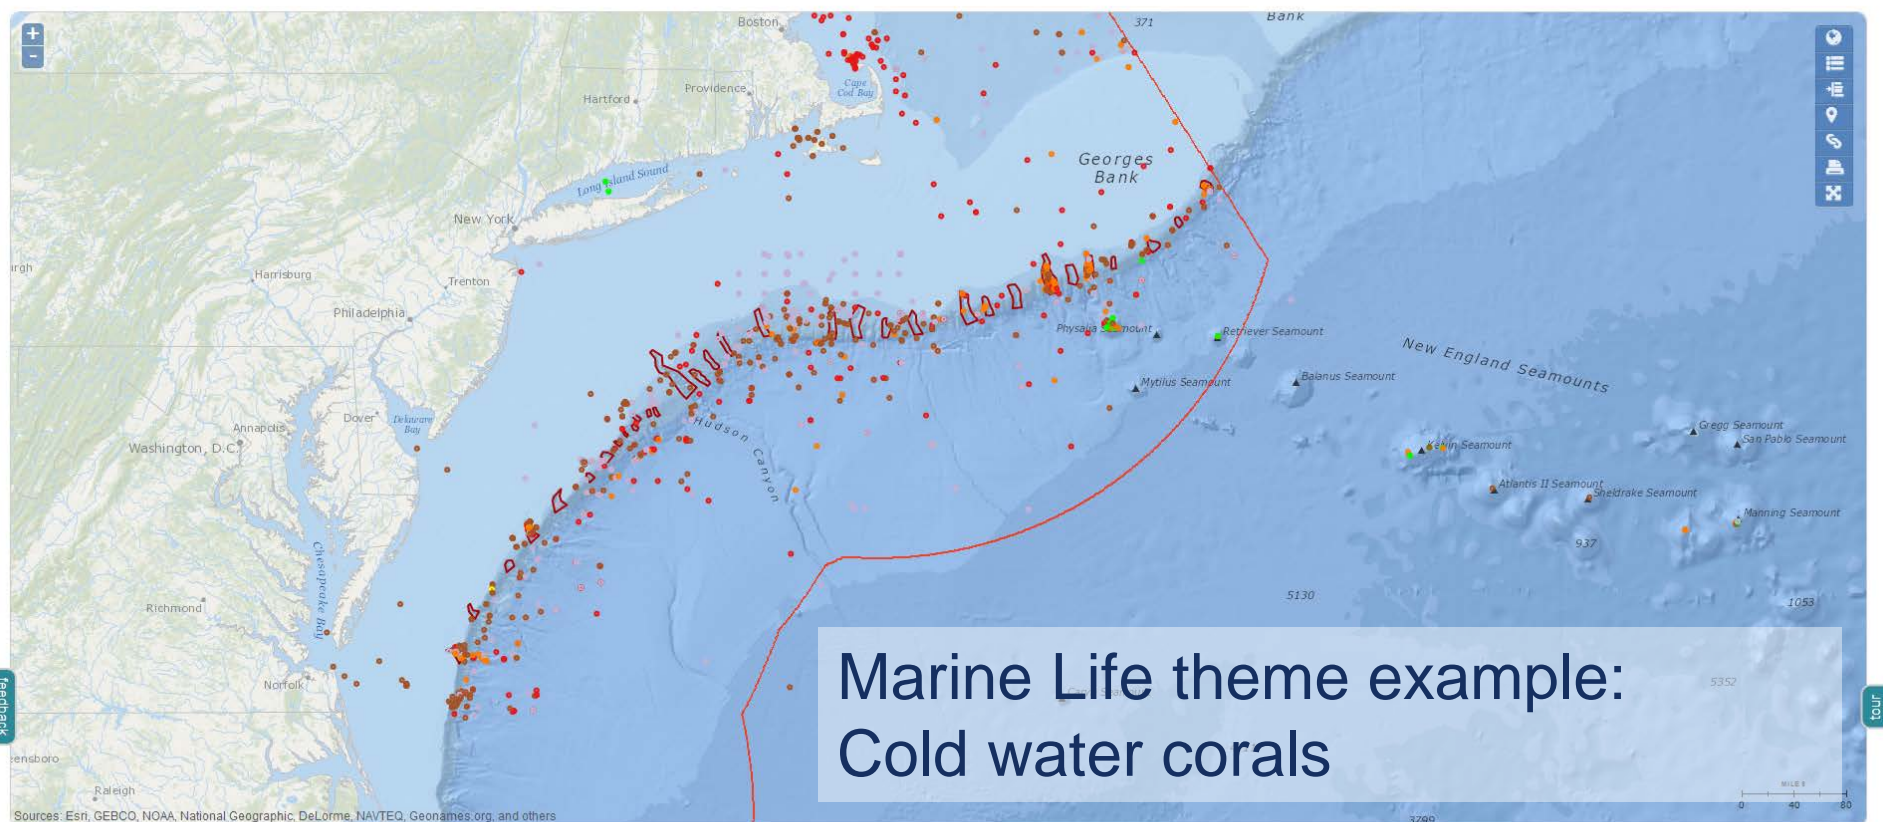 +
-
Boston
371
Bank
Cape
Cod Bay
Providence
Hartford
Georges
Bank
Long Island Sound
New York
Harrisburg
Trenton
Philadelphia
Physalia Seamount
Retriever Seamount
New England Seamounts
Mytilus Seamount
Balanus Seamount
Dover
Delaware
Bay
Annapolis
Washington, D.C.
Hudson Canyon
Gregg Seamount
San Pablo Seamount
Kelvin Seamount
Atlantis II Seamount
Sheldrake Seamount
Manning Seamount
937
Chesapeake Bay
Richmond
5130
1053
Norfolk
feedback
tour
Marine Life theme example:
Cold water corals
5352
ensboro
Raleigh
MILES
0 40 80
Sources: Esri, GEBCO, NOAA, National Geographic, DeLorme, NAVTEQ, Geonames.org, and others